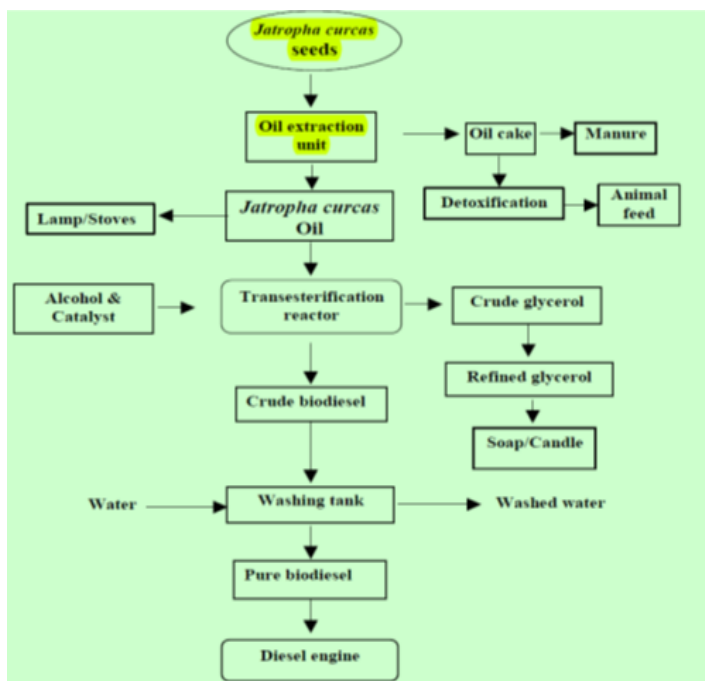 Jatropha curcas
seeds
Oil extraction
unit
Oil cake
Manure
Detoxification
Animal
feed
Lamp/Stoves
Jatropha curcas
Oil
Alcohol &
Catalyst
Transesterification
reactor
Crude glycerol
Refined glycerol
Crude biodiesel
Soap/Candle
Water
Washing tank
Washed water
Pure biodiesel
Diesel engine